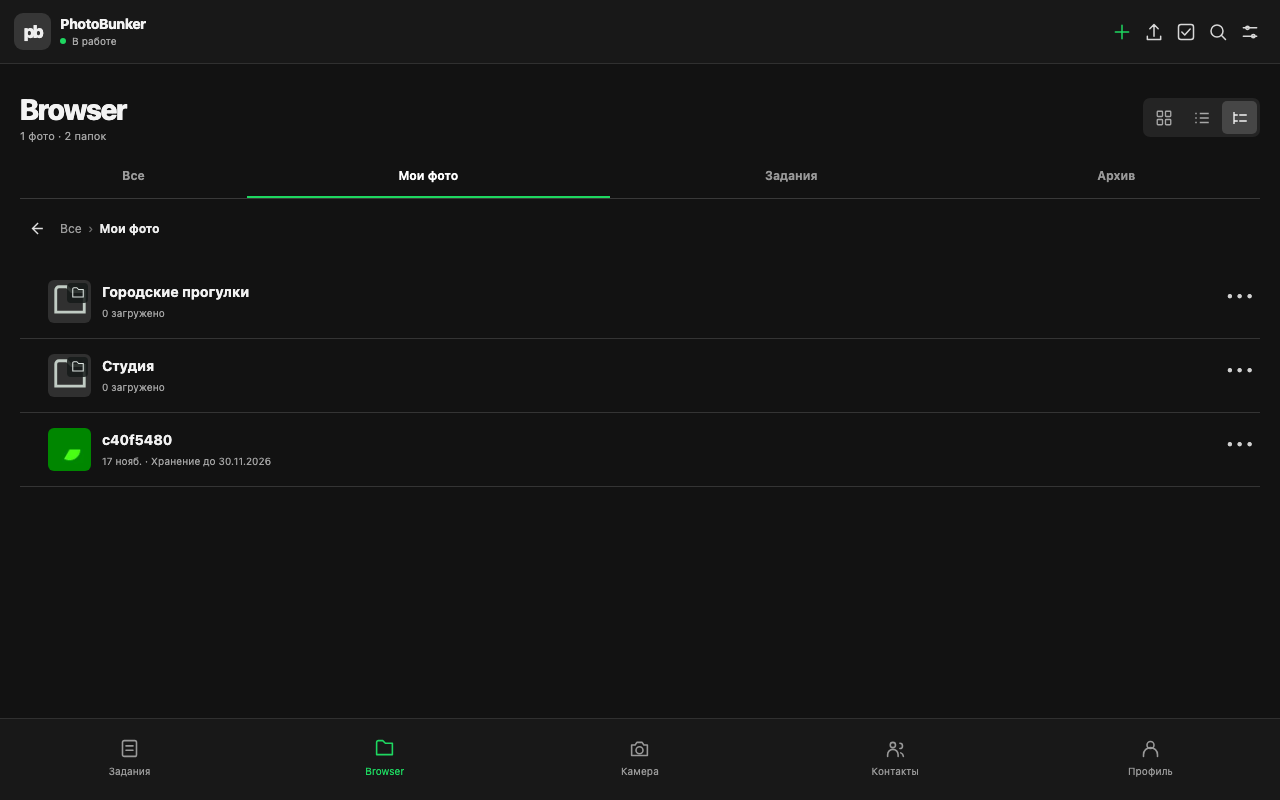 pb
PhotoBunker
В работе
Browser
1 фото · 2 папок
Все
Мои фото
Задания
Архив
Все › Мои фото
Городские прогулки
0 загружено
Студия
0 загружено
c40f5480
17 нояб. · Хранение до 30.11.2026
Задания
Browser
Камера
Контакты
Профиль